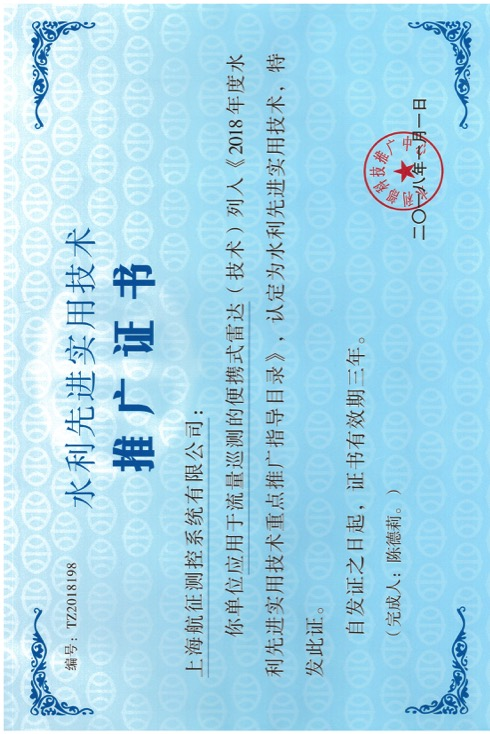 编号：TZ2018198
水利先进实用技术
推广证书
上海航征测控系统有限公司：
你单位应用于流量巡测的便携式雷达（技术）列入《2018年度水
利先进实用技术重点推广指导目录》，认定为水利先进实用技术，特
发此证。
自发证之日起，证书有效期三年。
（完成人：陈德莉。）
二〇一八年 月一日